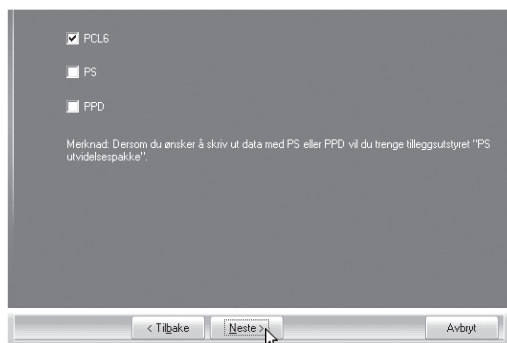 PCL6
PS
PPD
Merknad: Dersom du ønsker å skriv ut data med PS eller PPD vil du trenge tilleggsutstyret "PS
utvidelsespakke".
< Tilbake Neste > Avbryt